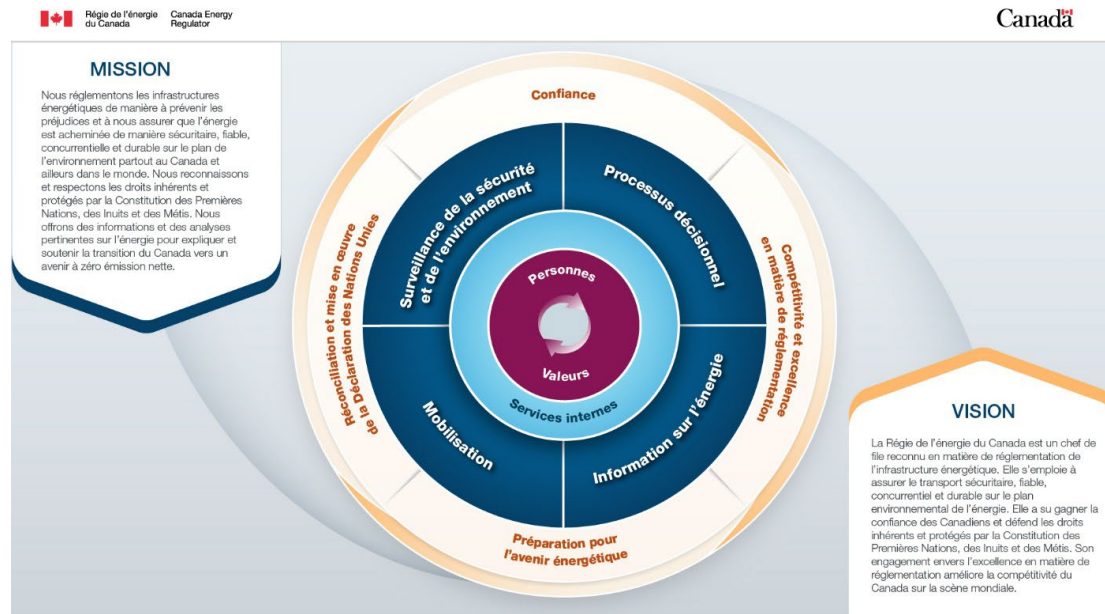 Régie de l'énergie
du Canada
Canada Energy
Regulator
Canada
MISSION
Nous réglementons les infrastructures
énergétiques de manière à prévenir les
préjudices et à nous assurer que l'énergie
est acheminée de manière sécuritaire, fiable,
concurrentielle et durable sur le plan de
l'environnement partout au Canada et
ailleurs dans le monde. Nous reconnaissons
et respectons les droits inhérents et
protégés par la Constitution des Premières
Nations, des Inuits et des Métis. Nous
offrons des informations et des analyses
pertinentes sur l'énergie pour expliquer et
soutenir la transition du Canada vers un
avenir à zéro émission nette.
Confiance
Surveillance de la sécurité
et de l'environnement
Processus décisionnel
Réconciliation et mise en œuvre
de la Déclaration des Nations Unies
Compétitivité et excellence
en matière de réglementation
Personnes
Valeurs
Services internes
Mobilisation
Information sur l'énergie
Préparation pour
l'avenir énergétique
VISION
La Régie de l'énergie du Canada est un chef de
file reconnu en matière de réglementation de
l'infrastructure énergétique. Elle s'emploie à
assurer le transport sécuritaire, fiable,
concurrentiel et durable sur le plan
environnemental de l'énergie. Elle a su gagner la
confiance des Canadiens et défend les droits
inhérents et protégés par la Constitution des
Premières Nations, des Inuits et des Métis. Son
engagement envers l'excellence en matière de
réglementation améliore la compétitivité du
Canada sur la scène mondiale.